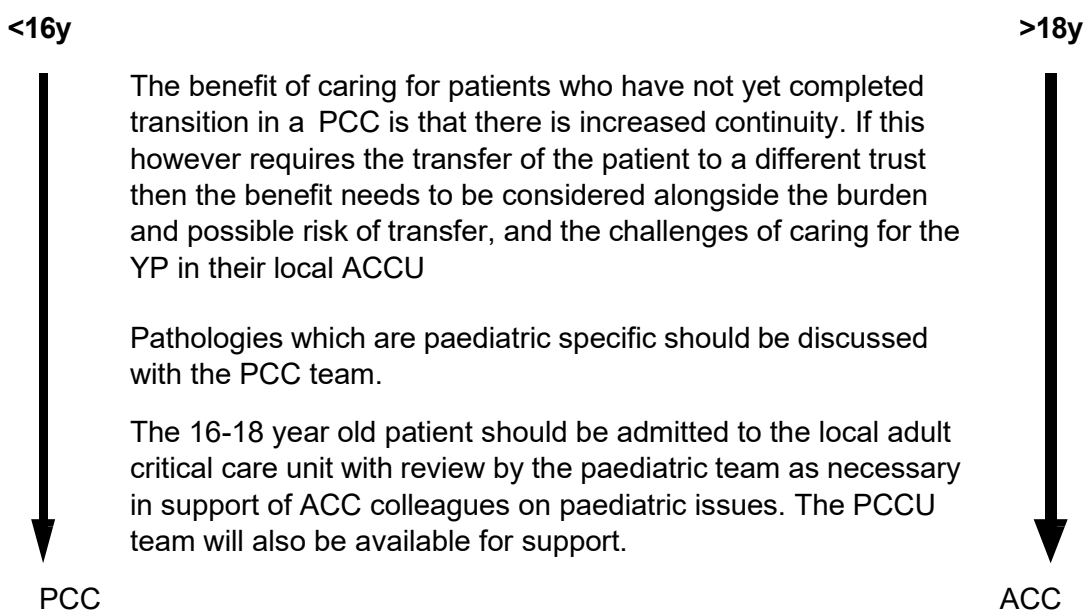 <16y
>18y
The benefit of caring for patients who have not yet completed
transition in a PCC is that there is increased continuity. If this
however requires the transfer of the patient to a different trust
then the benefit needs to be considered alongside the burden
and possible risk of transfer, and the challenges of caring for the
YP in their local ACCU
Pathologies which are paediatric specific should be discussed
with the PCC team.
The 16-18 year old patient should be admitted to the local adult
critical care unit with review by the paediatric team as necessary
in support of ACC colleagues on paediatric issues. The PCCU
team will also be available for support.
PCC
ACC